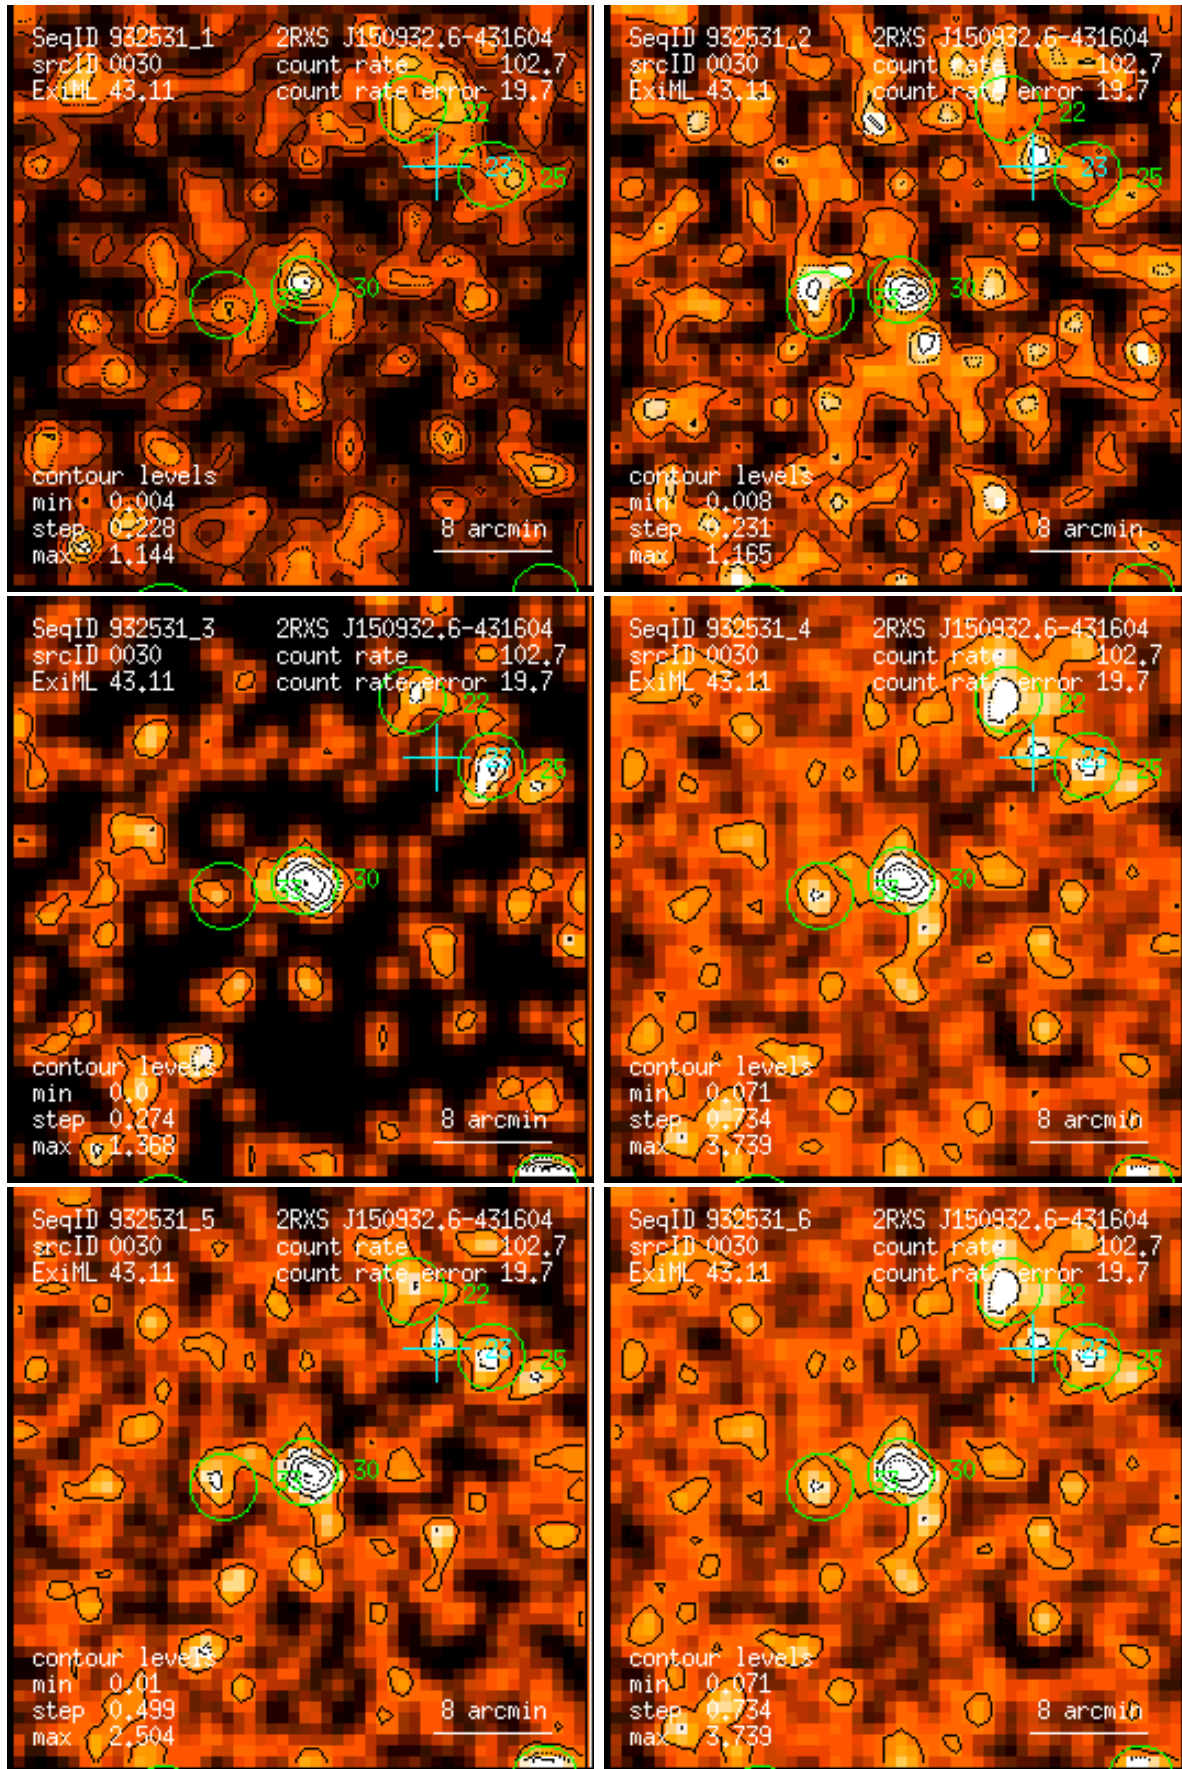 SeqID 932531_1 2RXS J150932.6-431604
srcID 0030 count rate 102.7
ExiML 43.11 count rate error 19.7
22
23 25
33 30
contour levels
min 0.004
step 0.228 8 arcmin
max 1.144
SeqID 932531_2 2RXS J150932.6-431604
srcID 0030 count rate 102.7
ExiML 43.11 count rate error 19.7
22
23 25
33 30
contour levels
min 0.008
step 0.231 8 arcmin
max 1.165
SeqID 932531_3 2RXS J150932.6-431604
srcID 0030 count rate 102.7
ExiML 43.11 count rate error 19.7
22
23 25
33 30
contour levels
min 0.0
step 0.274 8 arcmin
max 1.368
SeqID 932531_4 2RXS J150932.6-431604
srcID 0030 count rate 102.7
ExiML 43.11 count rate error 19.7
22
23 25
33 30
contour levels
min 0.071
step 0.734 8 arcmin
max 3.739
SeqID 932531_5 2RXS J150932.6-431604
srcID 0030 count rate 102.7
ExiML 43.11 count rate error 19.7
22
23 25
33 30
contour levels
min 0.01
step 0.499 8 arcmin
max 2.504
SeqID 932531_6 2RXS J150932.6-431604
srcID 0030 count rate 102.7
ExiML 43.11 count rate error 19.7
22
23 25
33 30
contour levels
min 0.071
step 0.734 8 arcmin
max 3.739